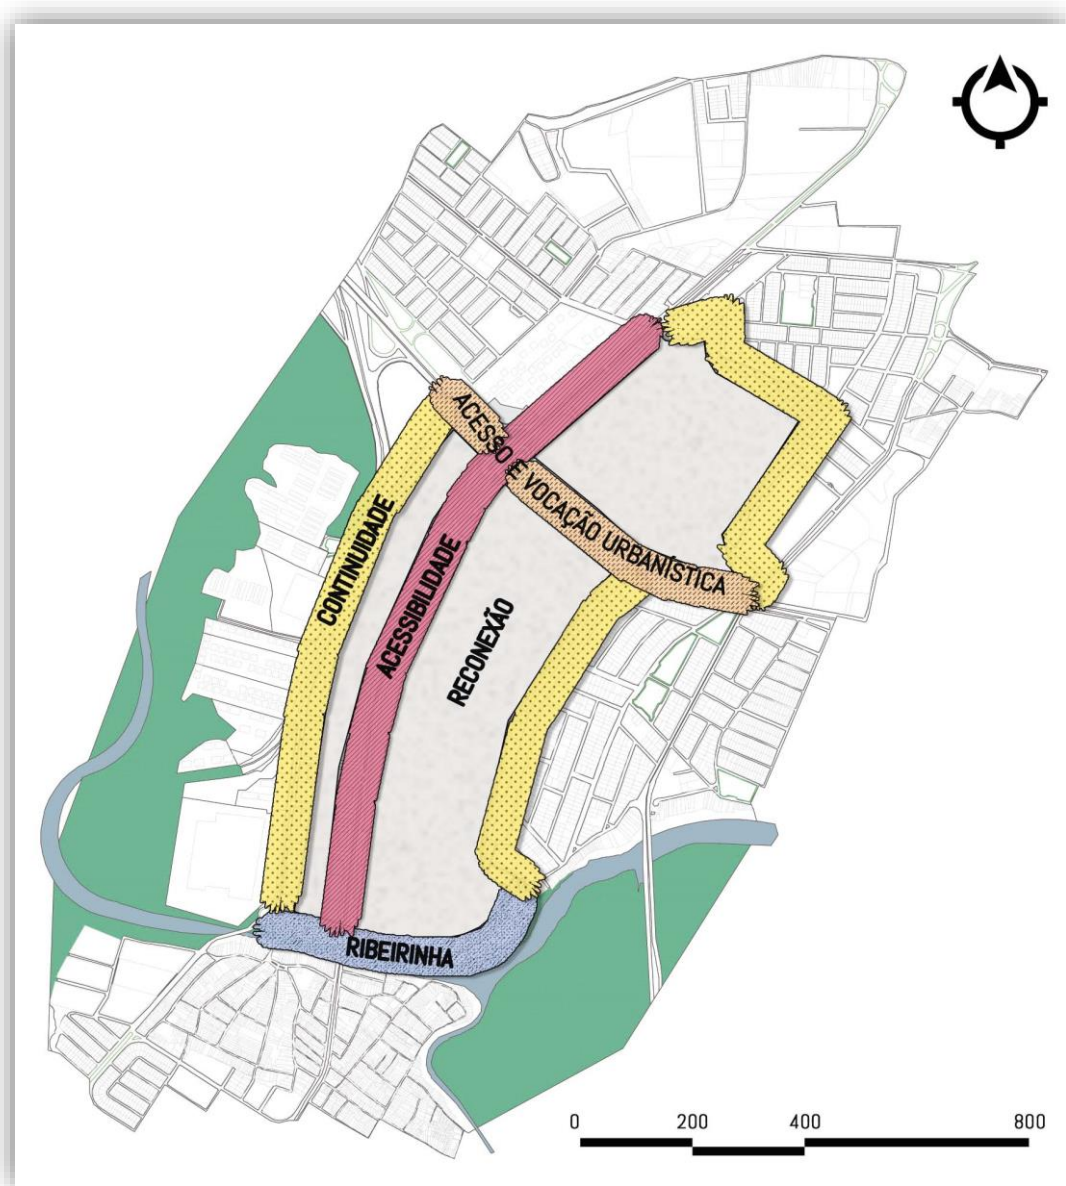 ACESSO E VOCAÇÃO URBANÍSTICA
CONTINUIDADE
ACESSIBILIDADE
RECONEXÃO
RIBEIRINHA
0 200 400 800